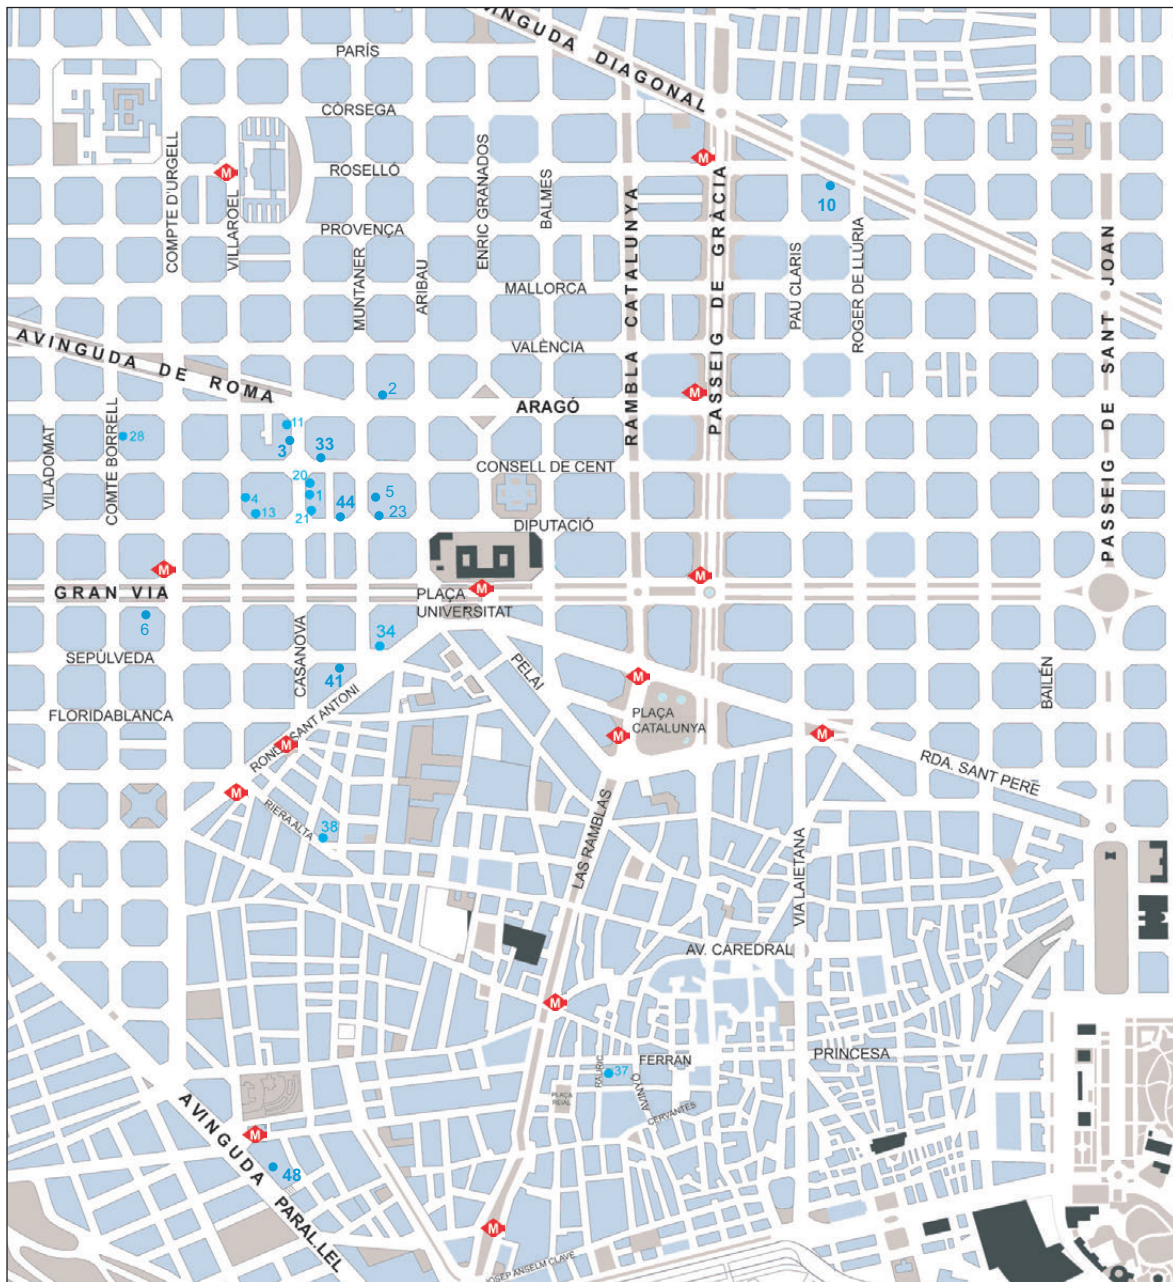 PARÍS
AVINGUDA DIAGONAL
CÒRSEGA
M
ROSELLÓ
M
10
COMPTE D'URGELL
VILLAROEL
PROVENÇA
MUNTANER
ARIBAU
ENRIC GRANADOS
BALMES
RAMBLA CATALUNYA
PASSEIG DE GRÀCIA
PAU CLARIS
ROGER DE LLÚRIA
PASSEIG DE SANT JOAN
MALLORCA
VALÈNCIA
AVINGUDA DE ROMA
M
2
ARAGÓ
11
28
3
33
VILADOMAT
COMTE BORRELL
CONSELL DE CENT
20
4
1
5
13
21
44
23
DIPUTACIÓ
M
M
M
GRAN VIA
PLAÇA
UNIVERSITAT
6
34
SEPÚLVEDA
CASANOVA
41
PELAI
M
BAILÉN
FLORIDABLANCA
PLAÇA
CATALUNYA
RONDA SANT ANTONI
M
M
M
RDA. SANT PERE
M
RIERA ALTA
38
LAS RAMBLAS
VIA LAIETANA
AV. CAREDRAL
M
FERRAN
PRINCESA
RAURIC
37
AVINYÓ
PLAÇA
REIAL
CERVANTES
M
AVINGUDA PARAL.LEL
48
M
JOSEP ANSELM CLAVÉ